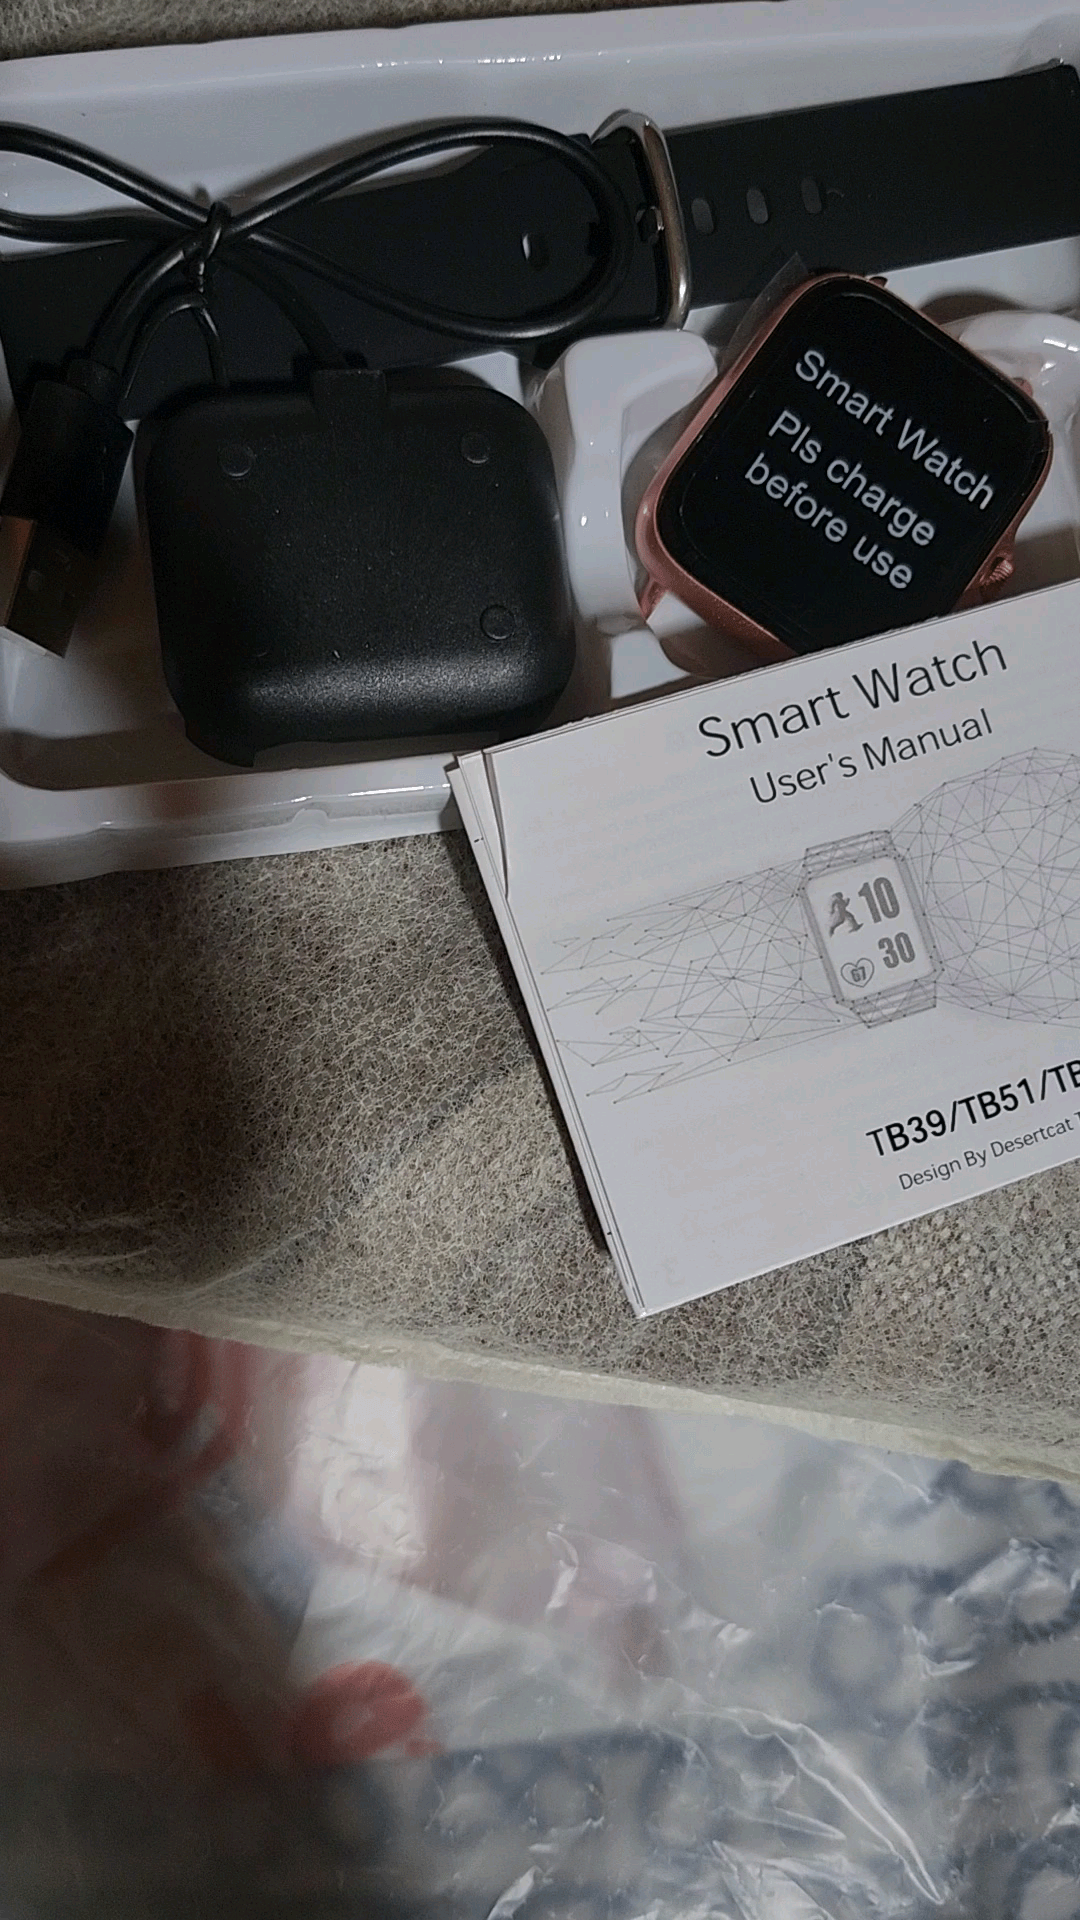 Smart Watch
Pls charge
before use
Smart Watch
User's Manual
10
30
67
TB39/TB51/TB
Design By Desertcat